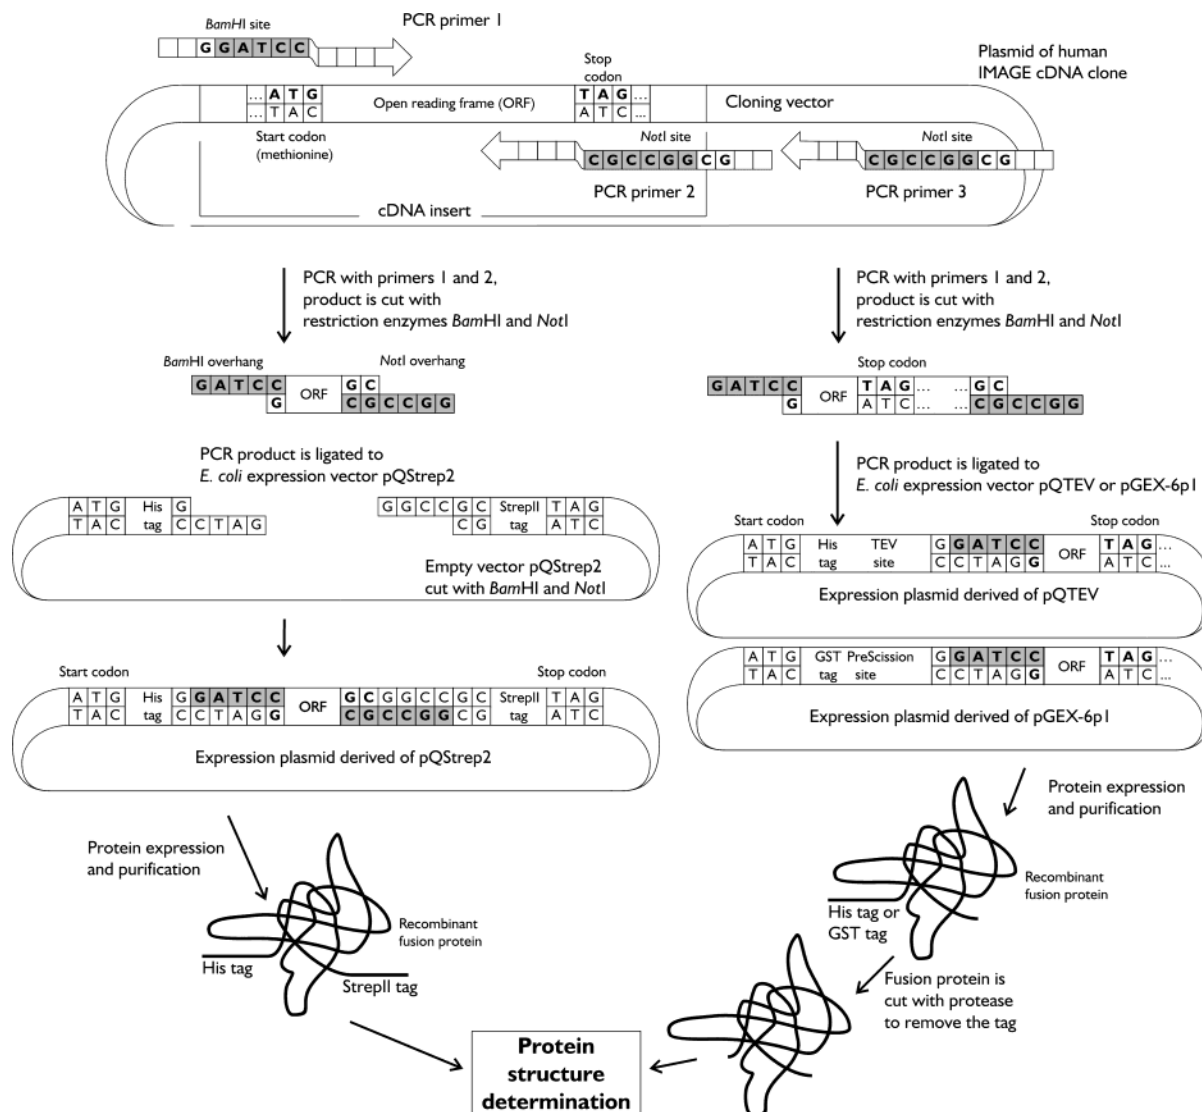 BamHI site
PCR primer 1
G G A T C C
Stop
codon
Plasmid of human
IMAGE cDNA clone
... A T G
... T A C
Open reading frame (ORF)
T A G ...
A T C ...
Cloning vector
Start codon
(methionine)
NotI site
C G C C G G C G
PCR primer 2
NotI site
C G C C G G C G
PCR primer 3
cDNA insert
PCR with primers 1 and 2,
product is cut with
restriction enzymes BamHI and NotI
PCR with primers 1 and 2,
product is cut with
restriction enzymes BamHI and NotI
BamHI overhang
NotI overhang
G A T C C
G
ORF
G C
C G C C G G
Stop codon
G A T C C
G
ORF
T A G ... ... G C
A T C ... ... C G C C G G
PCR product is ligated to
E. coli expression vector pQStrep2
PCR product is ligated to
E. coli expression vector pQTEV or pGEX-6p1
A T G His G
T A C tag C C T A G
G G C C G C StrepII T A G
C G tag A T C
Empty vector pQStrep2
cut with BamHI and NotI
Start codon
Stop codon
A T G His TEV G G A T C C ORF T A G ...
T A C tag site C C T A G G A T C ...
Expression plasmid derived of pQTEV
A T G GST PreScission G G A T C C ORF T A G ...
T A C tag site C C T A G G A T C ...
Expression plasmid derived of pGEX-6p1
Start codon
Stop codon
A T G His G G A T C C ORF G C G G C C G C StrepII T A G
T A C tag C C T A G G C G C C G G C G tag A T C
Expression plasmid derived of pQStrep2
Protein expression
and purification
Recombinant
fusion protein
His tag
StrepII tag
Protein expression
and purification
Recombinant
fusion protein
His tag or
GST tag
Fusion protein is
cut with protease
to remove the tag
Protein
structure
determination